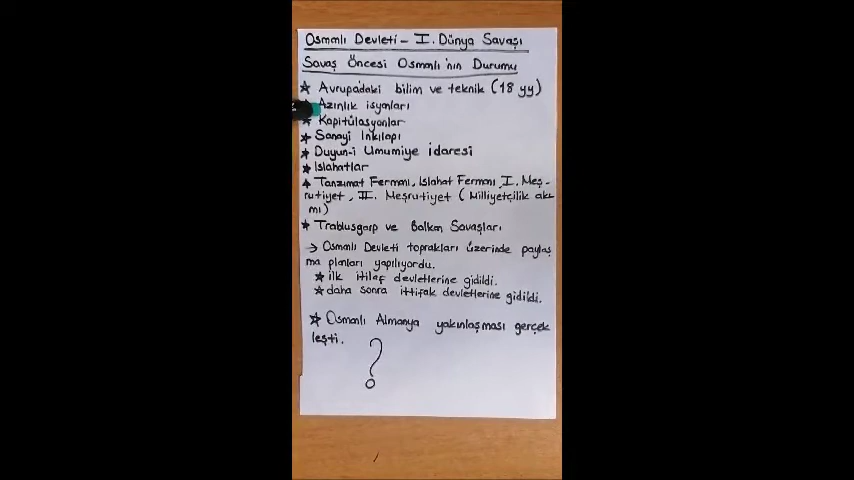 Osmanlı Devleti - I. Dünya Savaşı
Savaş Öncesi Osmanlı'nın Durumu
★ Avrupadaki bilim ve teknik (18 yy)
Azınlık isyanları
★ Kapitülasyonlar
★ Sanayi İnkılapı
★ Duyun-i Umumiye idaresi
★ Islahatlar
★ Tanzimat Fermanı, Islahat Fermanı, I. Meş-
rutiyet, II. Meşrutiyet (Milliyetçilik akı-
mı)
★ Trablusgarp ve Balkan Savaşları
→ Osmanlı Devleti toprakları üzerinde paylaş
ma planları yapılıyordu.
★ ilk itilaf devletlerine gidildi.
★ daha sonra ittifak devletlerine gidildi.
★ Osmanlı Almanya yakınlaşması gerçek
leşti.
?